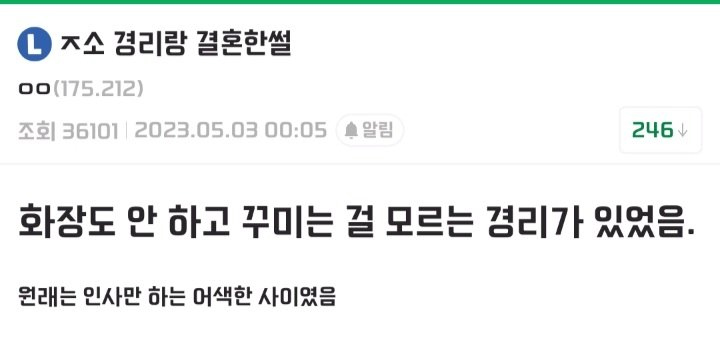 L ㅈ소 경리랑 결혼한썰
ㅇㅇ(175.212)
조회 36101 2023.05.03 00:05 알림
246↓
화장도 안 하고 꾸미는 걸 모르는 경리가 있었음.
원래는 인사만 하는 어색한 사이였음